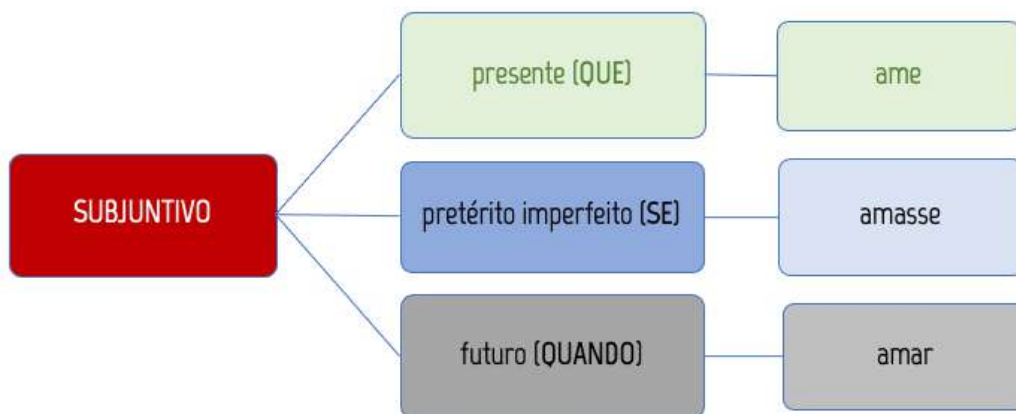 SUBJUNTIVO
presente (QUE)
ame
pretérito imperfeito (SE)
amasse
futuro (QUANDO)
amar